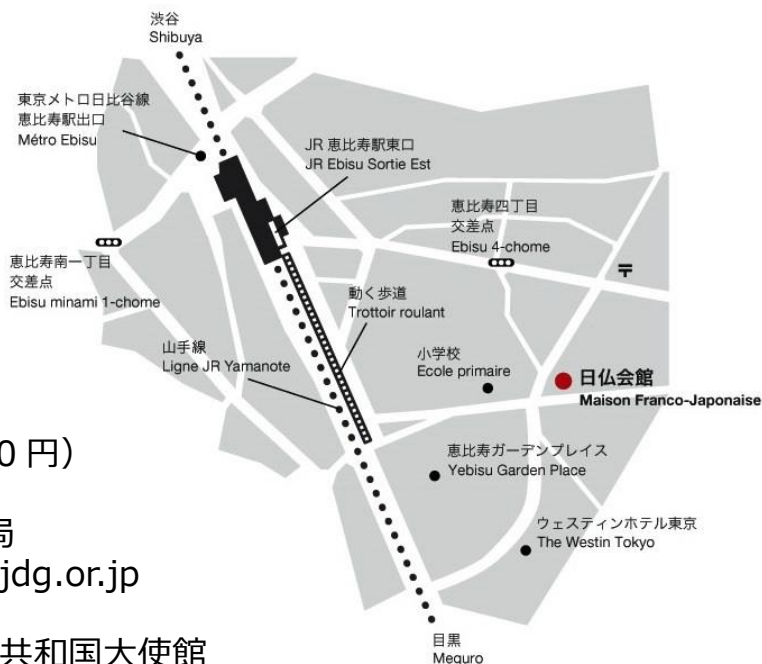 渋谷
Shibuya
東京メトロ日比谷線
恵比寿駅出口
Métro Ebisu
JR 恵比寿駅東口
JR Ebisu Sortie Est
恵比寿四丁目
交差点
Ebisu 4-chome
〒
恵比寿南一丁目
交差点
Ebisu minami 1-chome
動く歩道
Trottoir roulant
山手線
Ligne JR Yamanote
小学校
Ecole primaire
日仏会館
Maison Franco-Japonaise
恵比寿ガーデンプレイス
Yebisu Garden Place
ウェスティンホテル東京
The Westin Tokyo
目黒
Meguro
0 円）
局
jdg.or.jp
共和国大使館